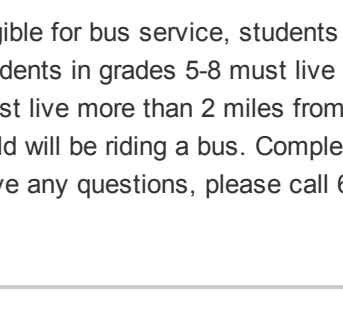 gible for bus service, students
dents in grades 5-8 must live
st live more than 2 miles from
ld will be riding a bus. Comple
ve any questions, please call 6